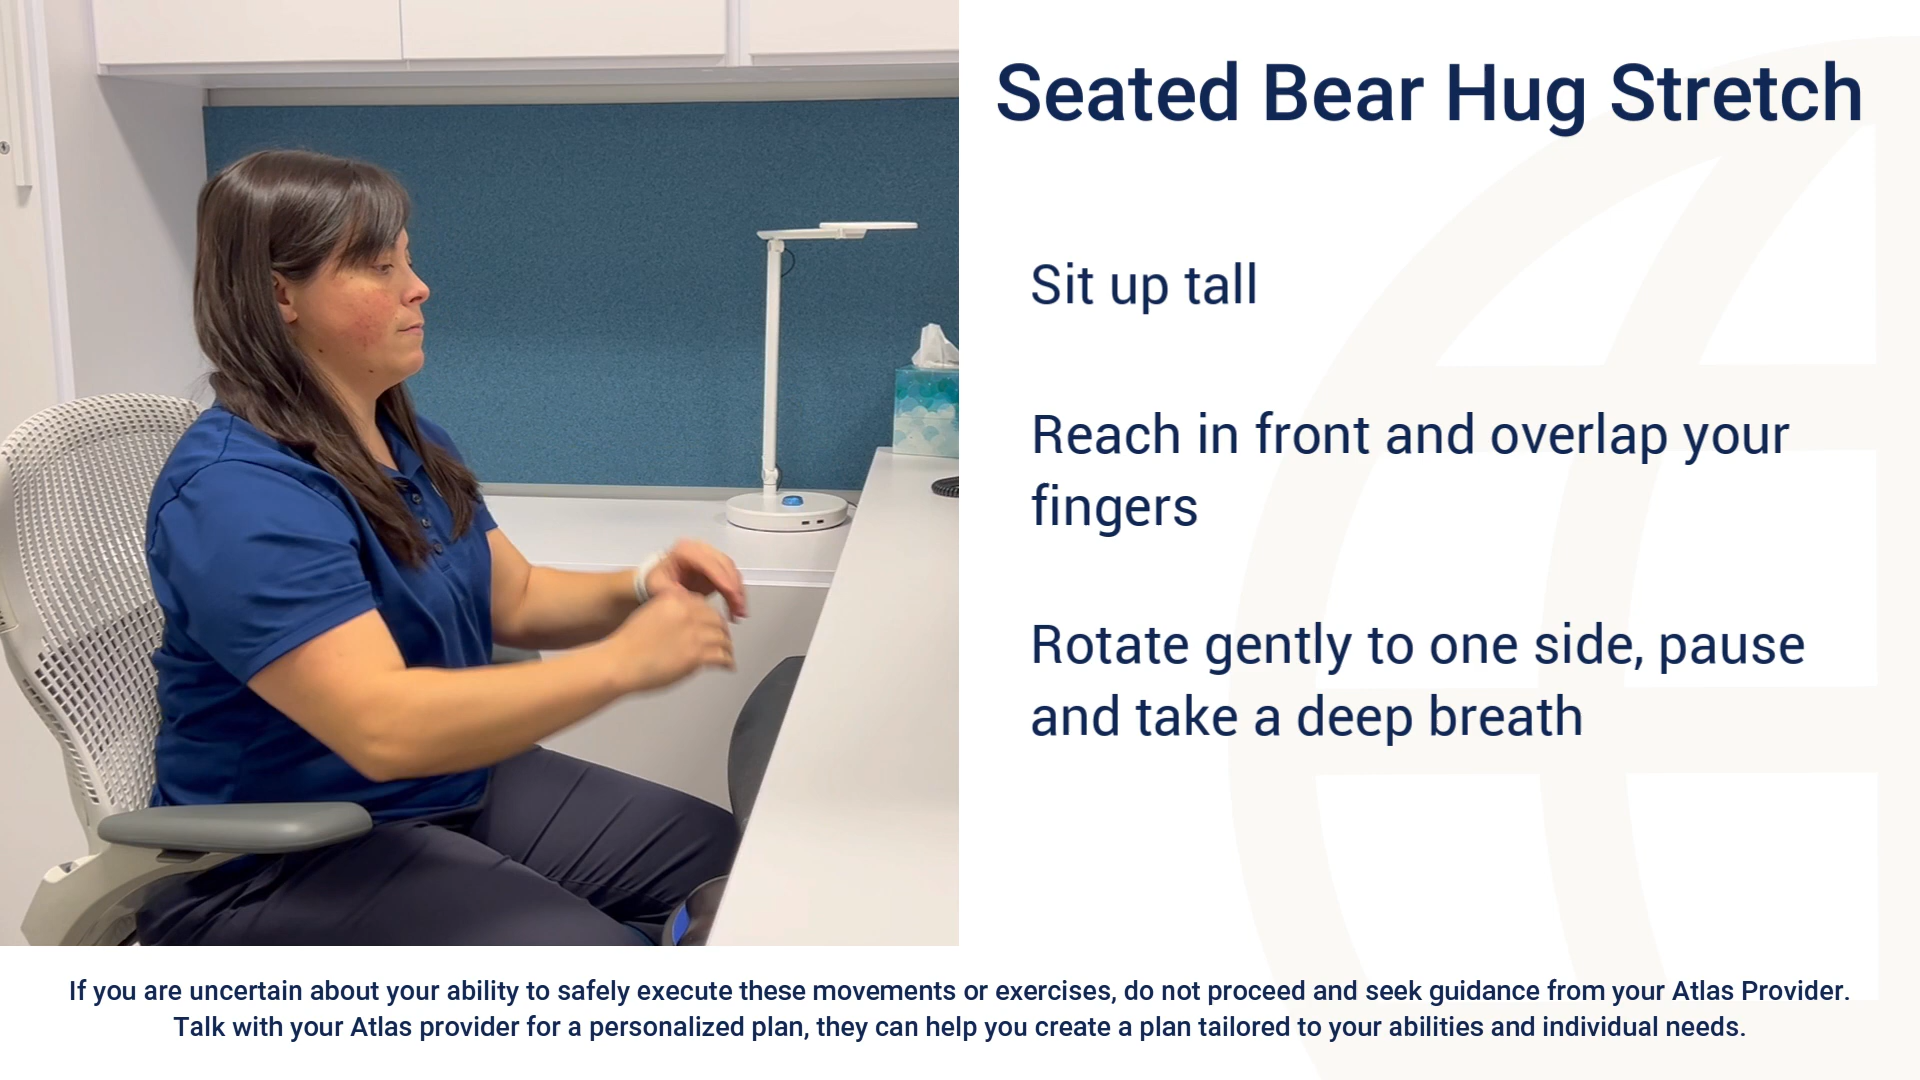 Seated Bear Hug Stretch
Sit up tall
Reach in front and overlap your
fingers
Rotate gently to one side, pause
and take a deep breath
If you are uncertain about your ability to safely execute these movements or exercises, do not proceed and seek guidance from your Atlas Provider.
Talk with your Atlas provider for a personalized plan, they can help you create a plan tailored to your abilities and individual needs.